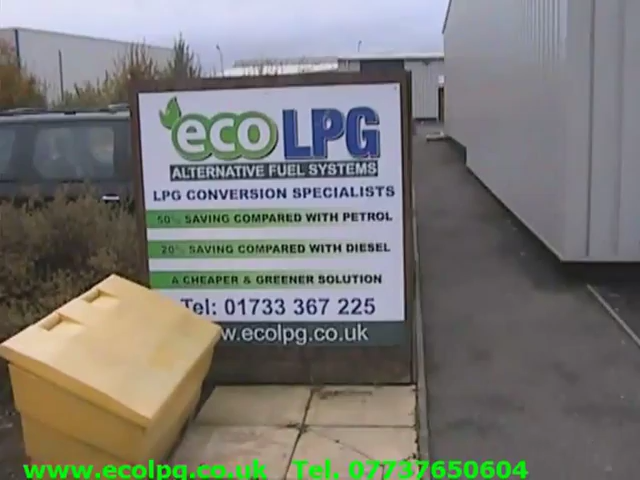 eco LPG
ALTERNATIVE FUEL SYSTEMS
LPG CONVERSION SPECIALISTS
50% SAVING COMPARED WITH PETROL
20% SAVING COMPARED WITH DIESEL
A CHEAPER & GREENER SOLUTION
Tel: 01733 367 225
www.ecolpg.co.uk
www.ecolpg.co.uk Tel. 07737650604